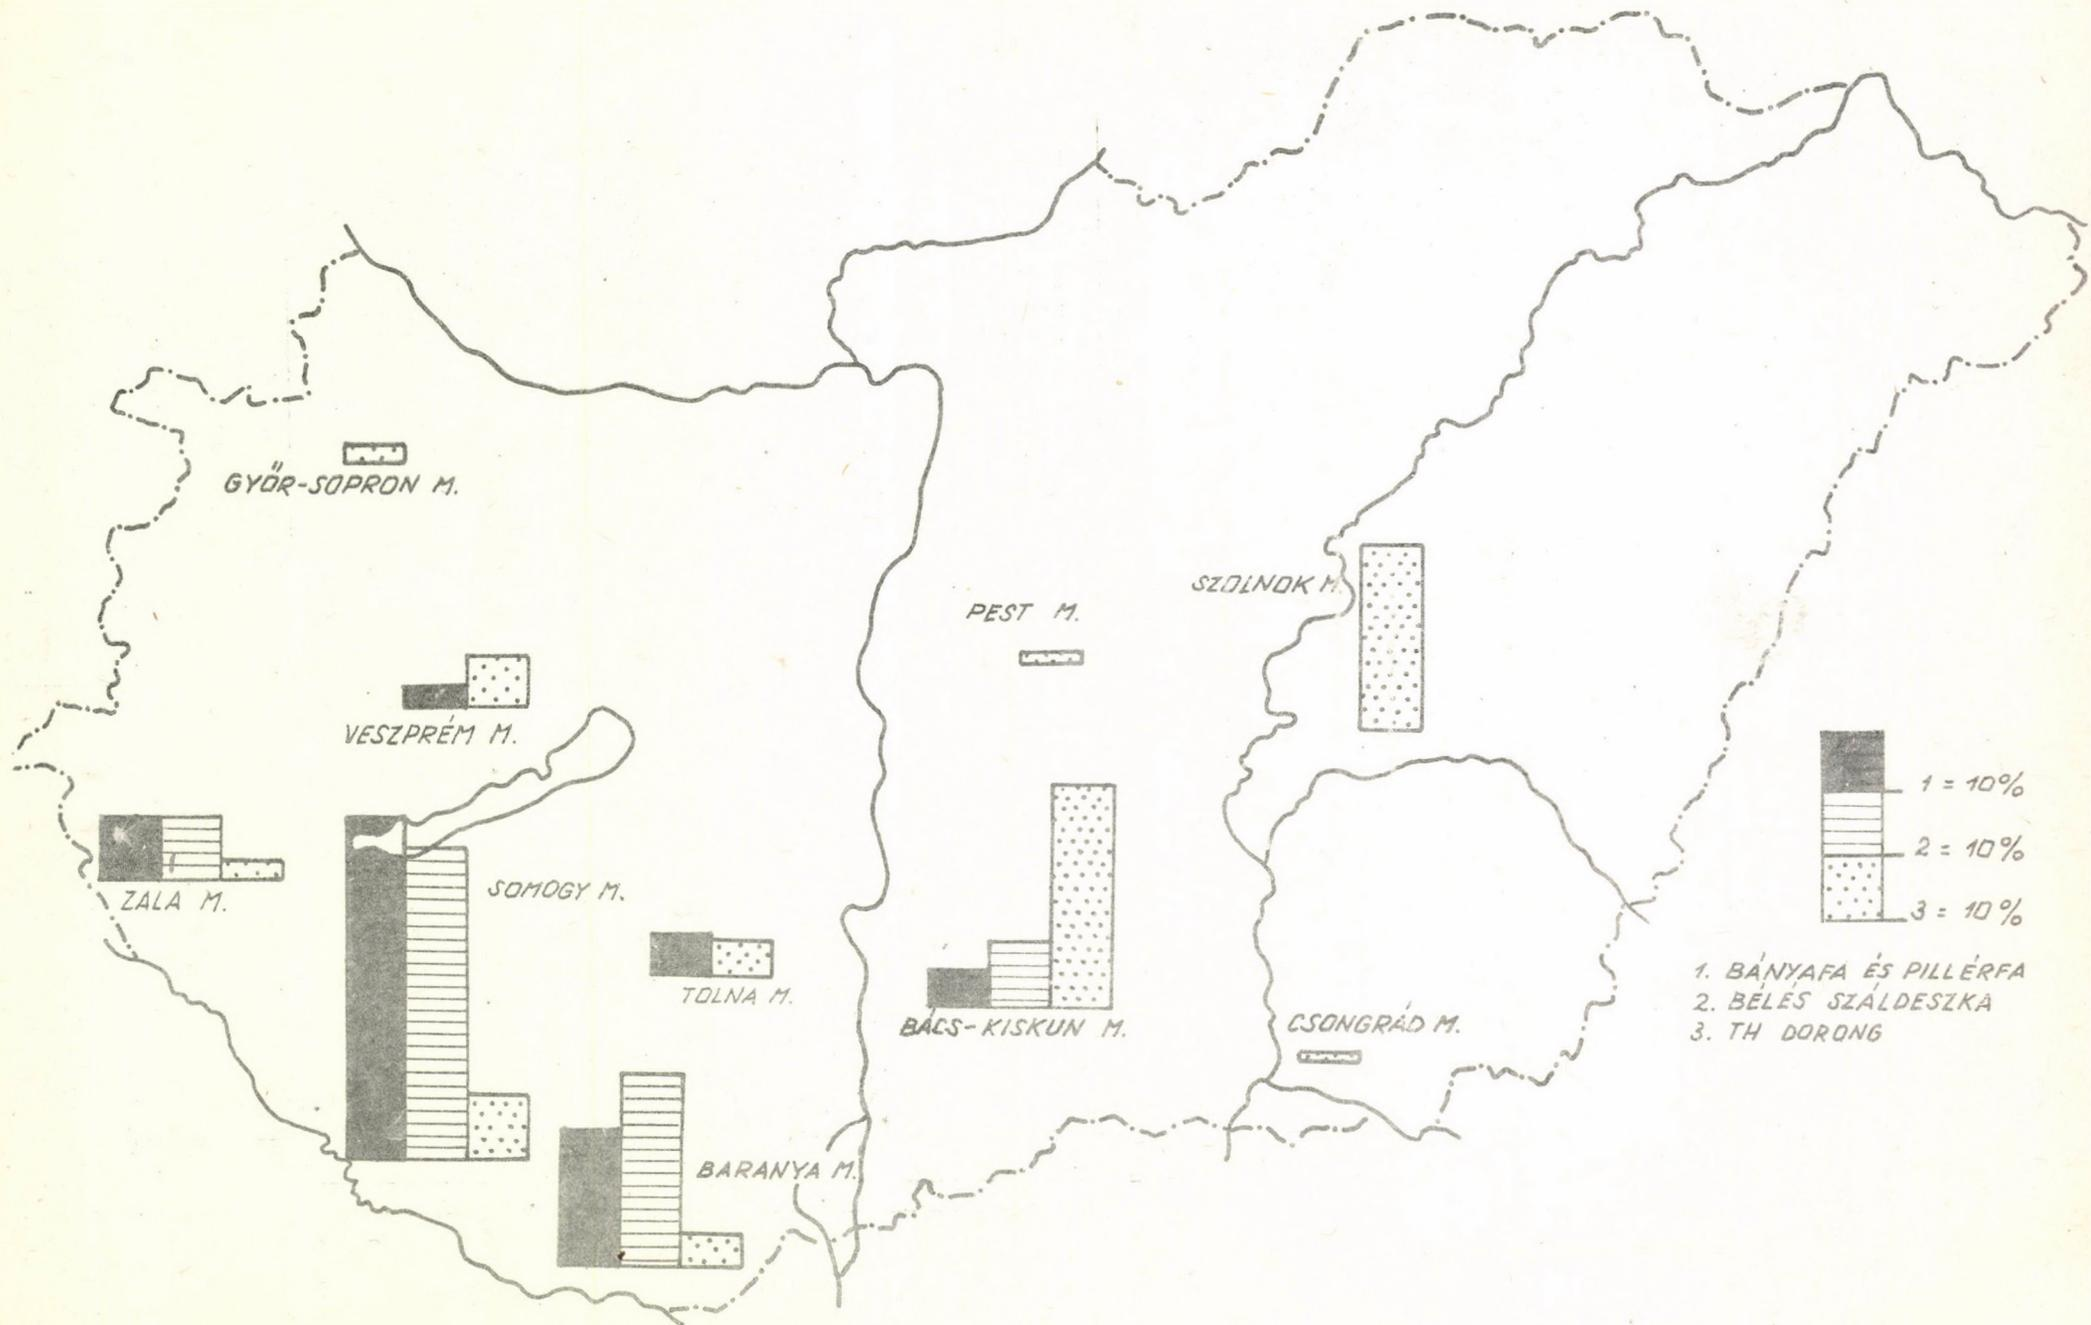 GYŐR-SOPRON M.
SZOLNOK M.
PEST M.
VESZPRÉM M.
ZALA M.
SOMOGY M.
TOLNA M.
BÁCS-KISKUN M.
CSONGRÁD M.
BARANYA M.
1 = 10%
2 = 10%
3 = 10%
1. BÁNYAFA ÉS PILLÉRFA
2. BÉLÉS SZÁLDESZKA
3. TH DORONG